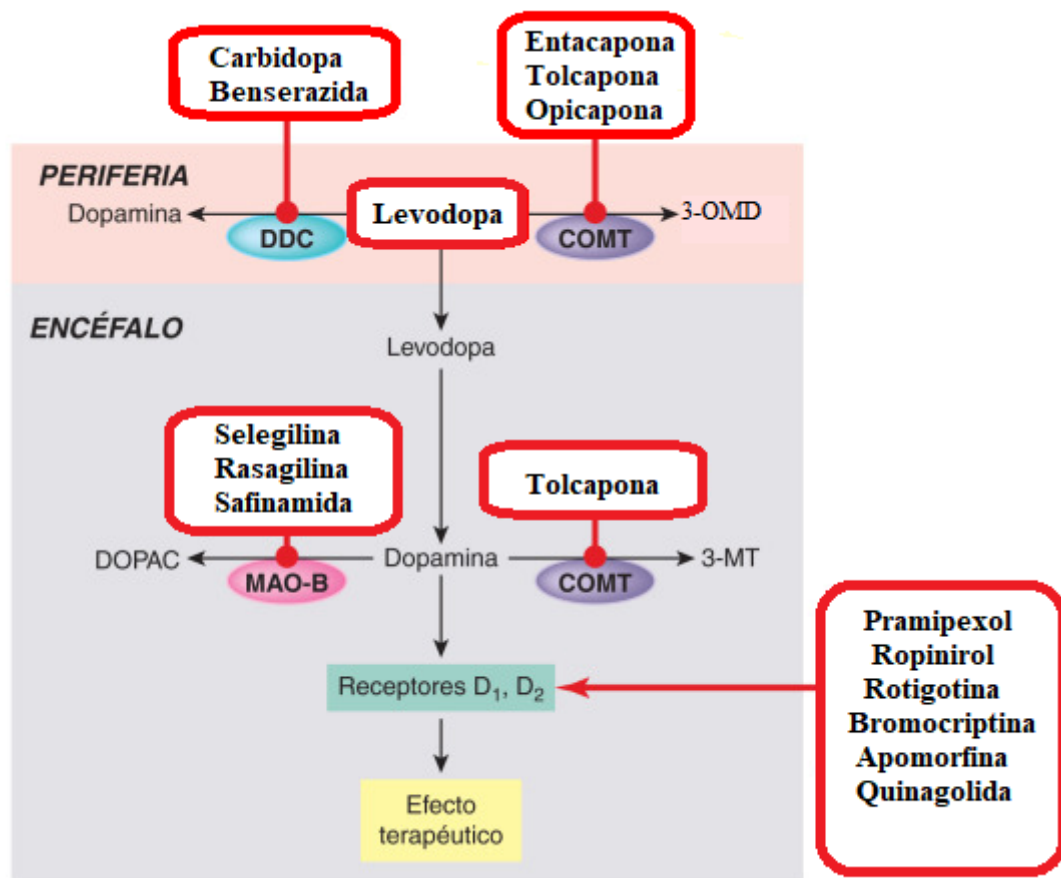 Carbidopa
Benserazida
Entacapona
Tolcapona
Opicapona
PERIFERIA
Dopamina
DDC
Levodopa
COMT
3-OMD
ENCÉFALO
Levodopa
Selegilina
Rasagilina
Safinamida
Tolcapona
DOPAC
MAO-B
Dopamina
COMT
3-MT
Pramipexol
Ropinirol
Rotigotina
Bromocriptina
Apomorfina
Quinagolida
Receptores D₁, D₂
Efecto
terapéutico